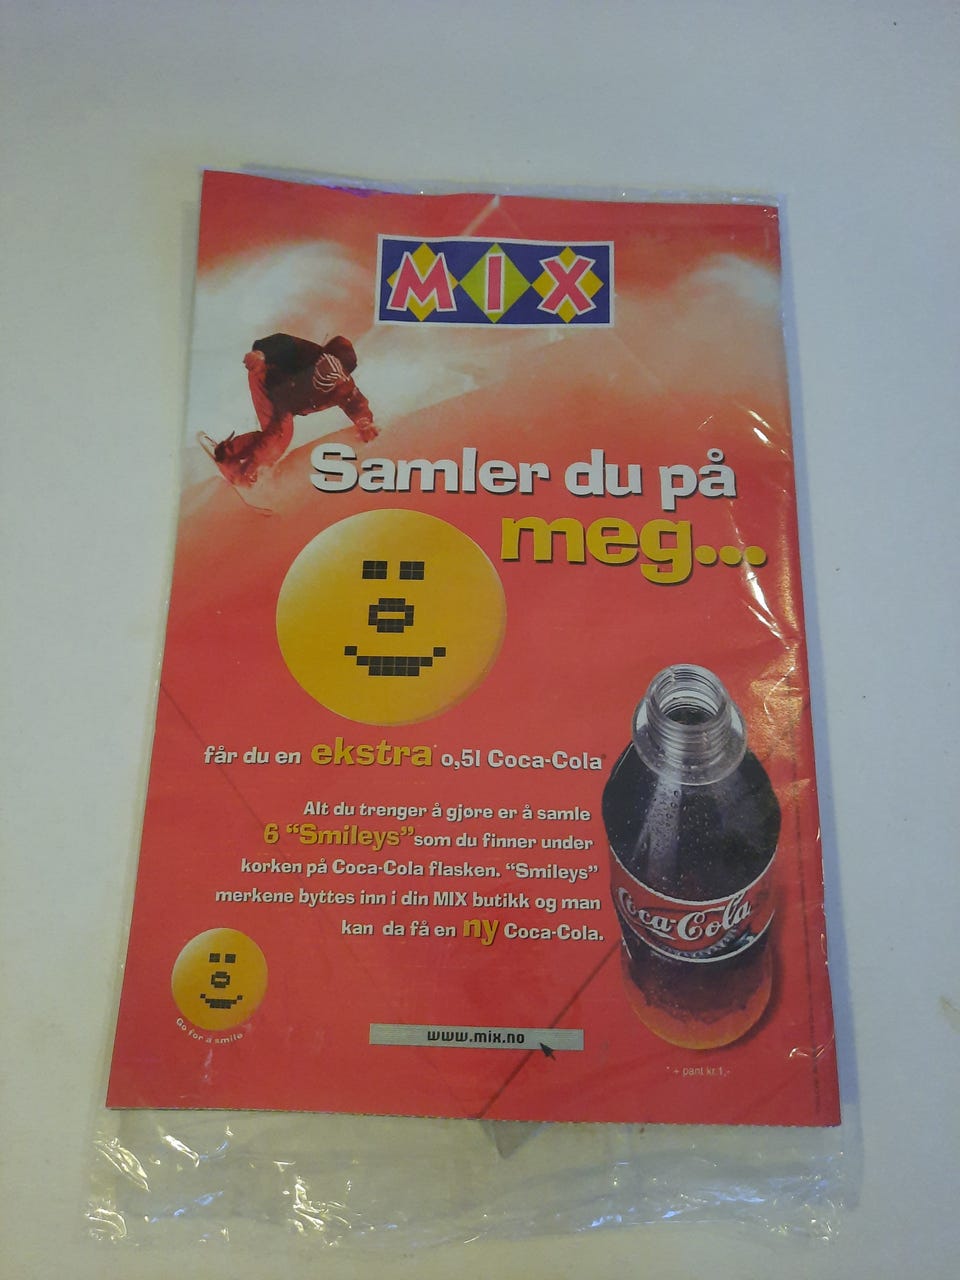 MIX
Samler du på
meg...
får du en ekstra* 0,5l Coca-Cola*
Alt du trenger å gjøre er å samle
6 “Smileys” som du finner under
korken på Coca-Cola flasken. “Smileys”
merkene byttes inn i din MIX butikk og man
kan da få en ny Coca-Cola.
Coca-Cola
Go for a smile
www.mix.no
* + pant kr.1,-